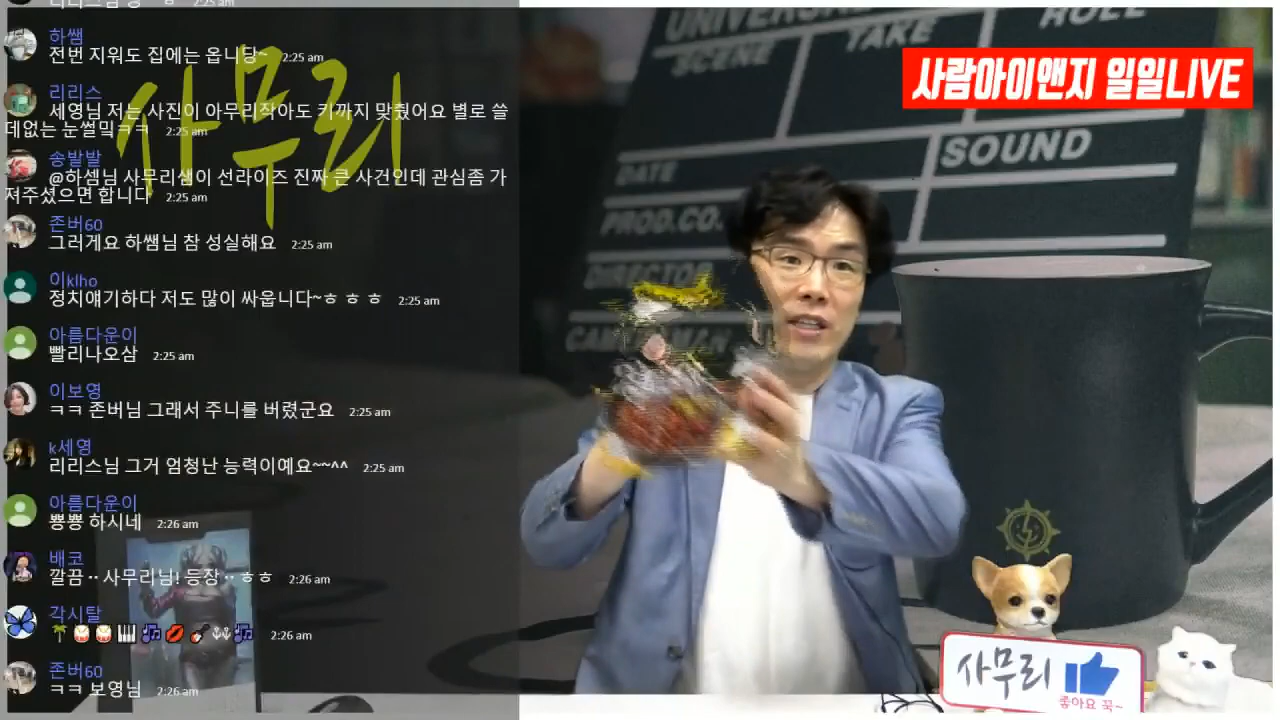 하쌤
전번 지워도 집에는 옵니당~ 2:25 am
리리스
세영님 저는 사진이 아무리작아도 키까지 맞췄어요 별로 쓸
데없는 눈썰밐ㅋㅋ 2:25 am
송발발
@하셈님 사무리샘이 선라이즈 진짜 큰 사건인데 관심좀 가
져주셨으면 합니다 2:25 am
존버60
그러게요 하쌤님 참 성실해요 2:25 am
이klho
정치얘기하다 저도 많이 싸웁니다~ㅎ ㅎ ㅎ 2:25 am
아름다운이
빨리나오삼 2:25 am
이보영
ㅋㅋ 존버님 그래서 주니를 버렸군요 2:25 am
k세영
리리스님 그거 엄청난 능력이예요~~^^ 2:25 am
아름다운이
뿅뿅 하시네 2:26 am
배코
깔끔 ·· 사무리님! 등장 ·· ㅎㅎ 2:26 am
각시탈
2:26 am
존버60
ㅋㅋ 보영님 2:26 am
사무리
사람아이앤지 일일LIVE
SCENE
TAKE
ROLL
SOUND
DATE
PROD.CO.
DIRECTOR
사무리
좋아요 꾹~